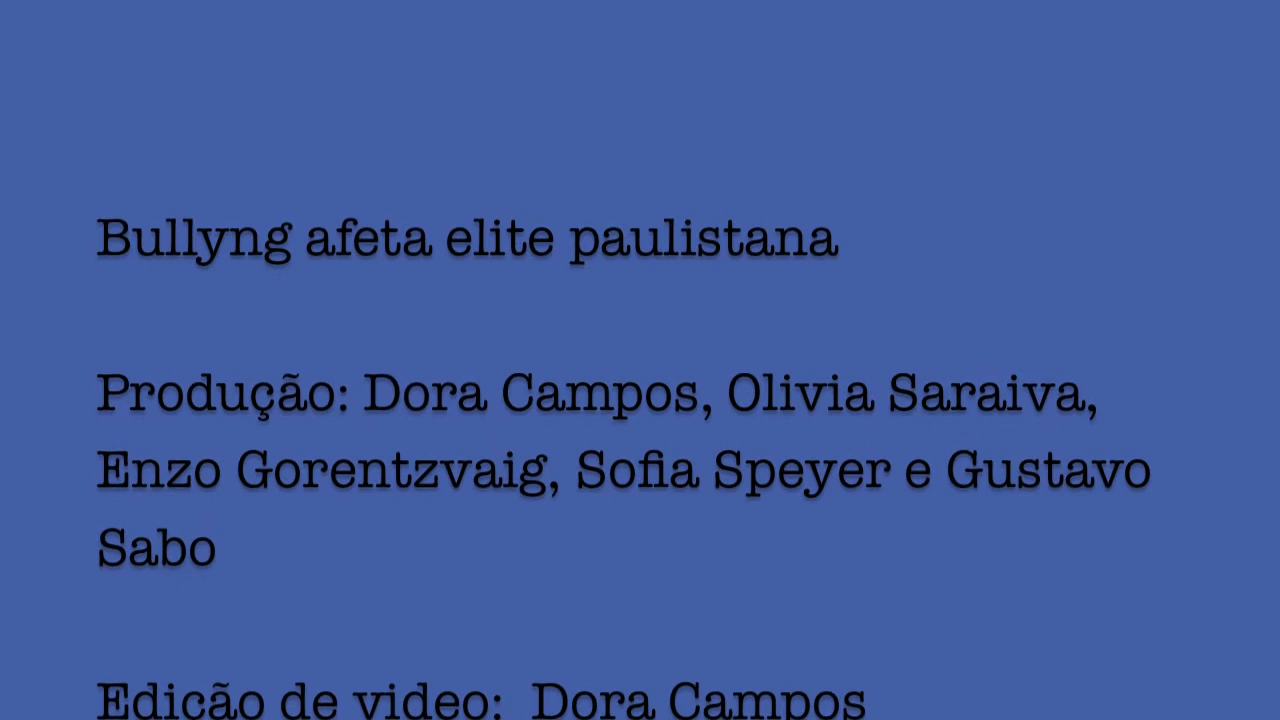 Bullyng afeta elite paulistana
Produção: Dora Campos, Olivia Saraiva,
Enzo Gorentzvaig, Sofia Speyer e Gustavo
Sabo
Edição de video:  Dora Campos